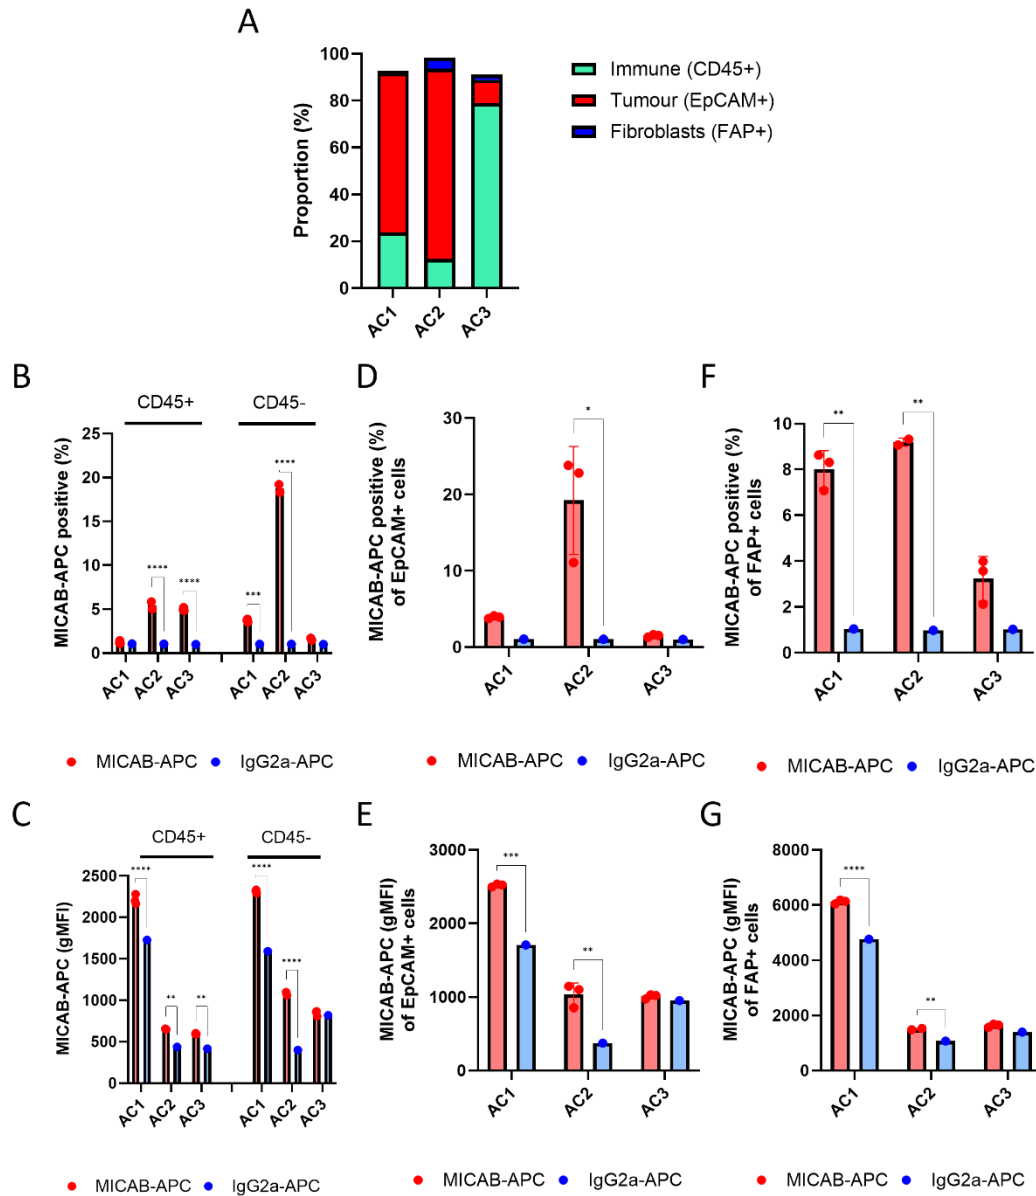 A
Proportion (%)
100
80
60
40
20
0
AC1 AC2 AC3
Immune (CD45+)
Tumour (EpCAM+)
Fibroblasts (FAP+)
B
MICAB-APC positive (%)
CD45+ CD45-
25
20
15
10
5
0
**** **** *** ****
AC1 AC2 AC3 AC1 AC2 AC3
MICAB-APC IgG2a-APC
D
MICAB-APC positive (%)
of EpCAM+ cells
30
20
10
0
*
AC1 AC2 AC3
MICAB-APC IgG2a-APC
F
MICAB-APC positive (%)
of FAP+ cells
10
8
6
4
2
0
** **
AC1 AC2 AC3
MICAB-APC IgG2a-APC
C
MICAB-APC (gMFI)
CD45+ CD45-
2500
2000
1500
1000
500
0
**** ** ** **** ****
AC1 AC2 AC3 AC1 AC2 AC3
MICAB-APC IgG2a-APC
E
MICAB-APC (gMFI)
of EpCAM+ cells
3000
2000
1000
0
*** **
AC1 AC2 AC3
MICAB-APC IgG2a-APC
G
MICAB-APC (gMFI)
of FAP+ cells
8000
6000
4000
2000
0
**** **
AC1 AC2 AC3
MICAB-APC IgG2a-APC